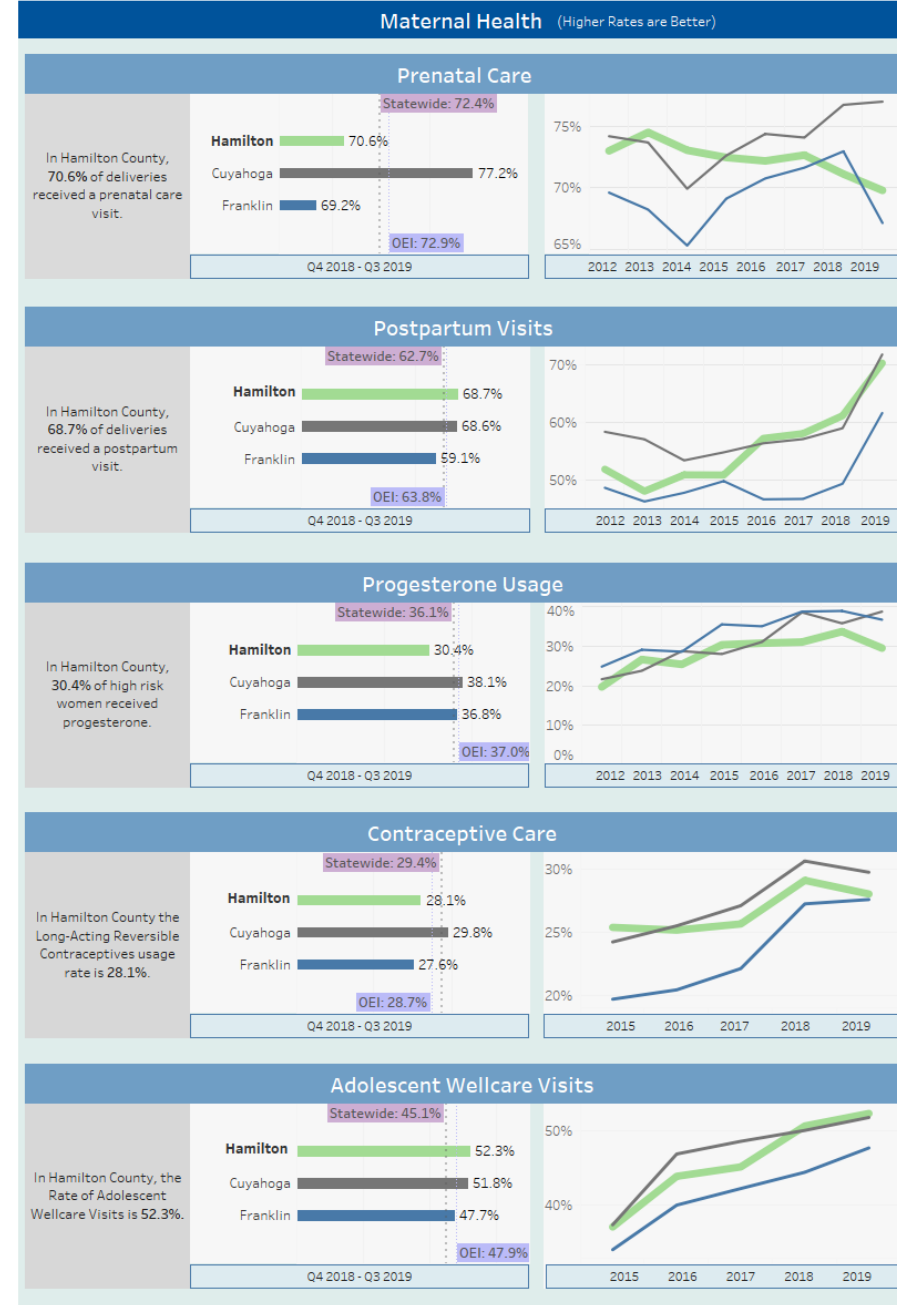 Maternal Health (Higher Rates are Better)
Prenatal Care
In Hamilton County,
70.6% of deliveries
received a prenatal care
visit.
Statewide: 72.4%
Hamilton 70.6%
Cuyahoga 77.2%
Franklin 69.2%
OEI: 72.9%
Q4 2018 - Q3 2019
75%
70%
65%
2012 2013 2014 2015 2016 2017 2018 2019
Postpartum Visits
In Hamilton County,
68.7% of deliveries
received a postpartum
visit.
Statewide: 62.7%
Hamilton 68.7%
Cuyahoga 68.6%
Franklin 59.1%
OEI: 63.8%
Q4 2018 - Q3 2019
70%
60%
50%
2012 2013 2014 2015 2016 2017 2018 2019
Progesterone Usage
In Hamilton County,
30.4% of high risk
women received
progesterone.
Statewide: 36.1%
Hamilton 30.4%
Cuyahoga 38.1%
Franklin 36.8%
OEI: 37.0%
Q4 2018 - Q3 2019
40%
30%
20%
10%
0%
2012 2013 2014 2015 2016 2017 2018 2019
Contraceptive Care
In Hamilton County the
Long-Acting Reversible
Contraceptives usage
rate is 28.1%.
Statewide: 29.4%
Hamilton 28.1%
Cuyahoga 29.8%
Franklin 27.6%
OEI: 28.7%
Q4 2018 - Q3 2019
30%
25%
20%
2015 2016 2017 2018 2019
Adolescent Wellcare Visits
In Hamilton County, the
Rate of Adolescent
Wellcare Visits is 52.3%.
Statewide: 45.1%
Hamilton 52.3%
Cuyahoga 51.8%
Franklin 47.7%
OEI: 47.9%
Q4 2018 - Q3 2019
50%
40%
2015 2016 2017 2018 2019